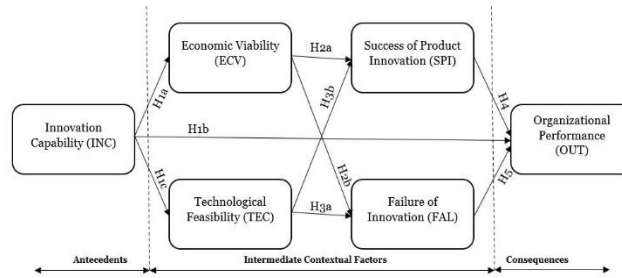 Economic Viability
(ECV)
H2a
Success of Product
Innovation (SPI)
H1a
H3b
H4
Innovation
Capability (INC)
H1b
Organizational
Performance
(OUT)
H1c
H2b
H5
Technological
Feasibility (TEC)
H3a
Failure of
Innovation (FAL)
Antecedents
Intermediate Contextual Factors
Consequences